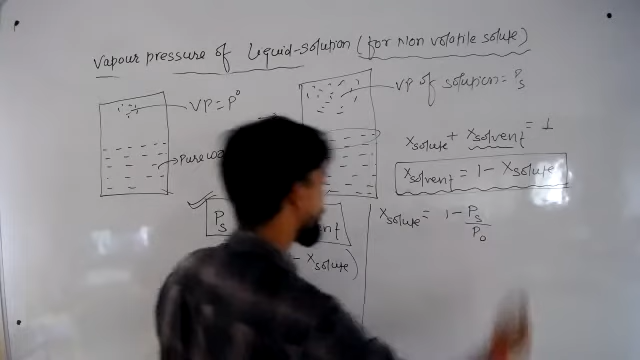 Vapour pressure of Liquid-solution (for Non volatile solute)
VP = P°
VP of solution = Ps
Pure
xsolute + xsolvent = 1
xsolvent = 1 - xsolute
Ps
nt
- xsolute)
xsolute = 1 - Ps/P0